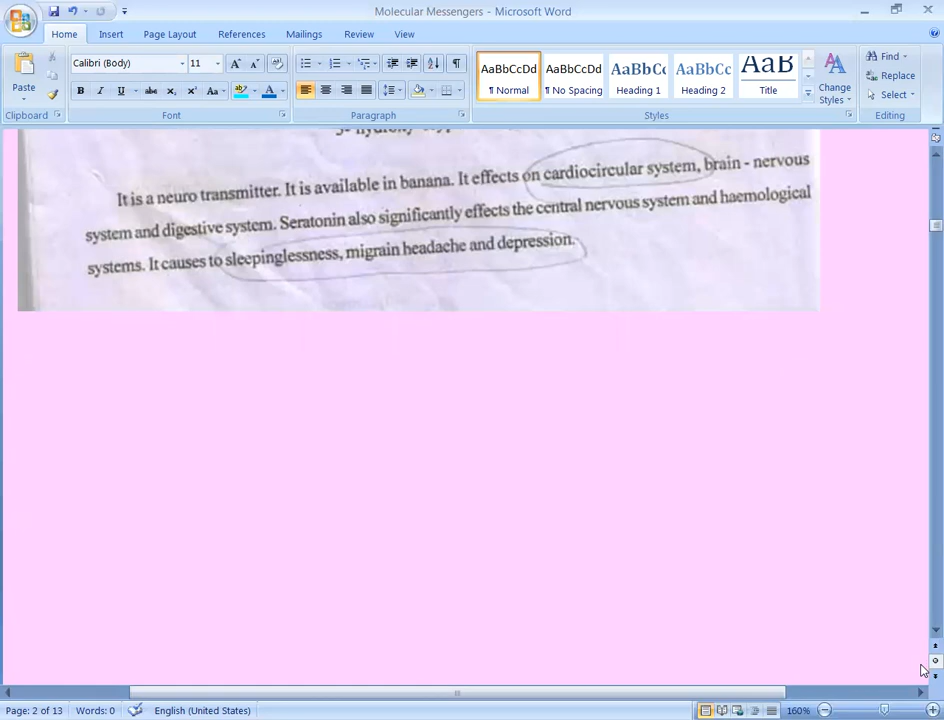 Molecular Messengers - Microsoft Word
Home Insert Page Layout References Mailings Review View
Paste
Calibri (Body) 11
AaBbCcDd AaBbCcDd AaBbCc AaBbCc AaB
¶ Normal ¶ No Spacing Heading 1 Heading 2 Title
Change Styles
Find
Replace
Select
Clipboard Font Paragraph Styles Editing
It is a neuro transmitter. It is available in banana. It effects on cardiocircular system, brain - nervous
system and digestive system. Seratonin also significantly effects the central nervous system and haemological
systems. It causes to sleepinglessness, migrain headache and depression.
Page: 2 of 13 Words: 0 English (United States) 160%